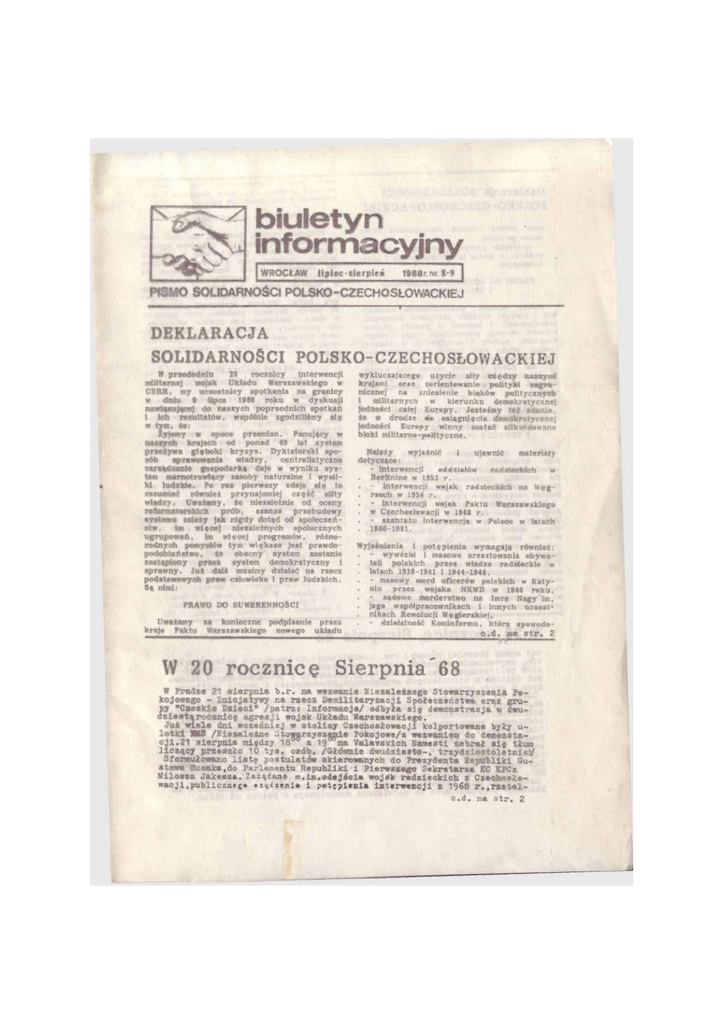 biuletyn
informacyjny
WROCŁAW lipiec-sierpień 1988 r. nr. 8-9
PISMO SOLIDARNOŚCI POLSKO-CZECHOSŁOWACKIEJ
DEKLARACJA
SOLIDARNOŚCI POLSKO-CZECHOSŁOWACKIEJ
W przededniu 20 rocznicy interwencji
militarnej wojsk Układu Warszawskiego w
CSRS, my uczestnicy spotkania na granicy
w dniu 9 lipca 1988 roku w dyskusji
nawiązującej do naszych poprzednich spotkań
i ich rezultatów, wspólnie zgodziliśmy się
w tym, że:
Żyjemy w epoce przemian. Panujący w
naszych krajach od ponad 40 lat system
przeżywa głęboki kryzys. Dyktatorski spo-
sób sprawowania władzy, centralistyczne
zarządzanie gospodarką daje w wyniku sys-
tem marnotrawiący zasoby naturalne i wysił-
ki ludzkie. Po raz pierwszy zdaje się to
rozumieć również przynajmniej część elity
władzy. Uważamy, że niezależnie od oceny
reformatorskich prób, szansa przebudowy
systemu zależy jak nigdy dotąd od społeczeń-
stw. Im więcej niezależnych społecznych
ugrupowań, im więcej programów, różno-
rodnych pomysłów tym większe jest prawdo-
podobieństwo, że obecny system zostanie
zastąpiony przez system demokratyczny i
sprawny. Już dziś musimy działać na rzecz
podstawowych praw człowieka i praw ludzkich.
Są nimi:
PRAWO DO SUWERENNOŚCI
Uważamy za konieczne podpisanie przez
kraje Paktu Warszawskiego nowego układu
wykluczającego użycie siły między naszymi
krajami oraz zorientowanie polityki zagra-
nicznej na zniesienie bloków politycznych
i militarnych w kierunku demokratycznej
jedności całej Europy. Jesteśmy też zdania,
że w drodze do osiągnięcia demokratycznej
jedności Europy winny zostać zlikwidowane
bloki militarno-polityczne.
Należy wyjaśnić i ujawnić materiały
dotyczące:
- interwencji oddziałów radzieckich w
Berlinie w 1953 r.
- interwencji wojsk radzieckich na Węg-
rzech w 1956 r.
- interwencji wojsk Paktu Warszawskiego
w Czechosłowacji w 1968 r.
- szantażu interwencją w Polsce w latach
1980-1981.
Wyjaśnienia i potępienia wymagają również:
- wywózki i masowe aresztowania obywa-
teli polskich przez władze radzieckie w
latach 1939-1941 i 1944-1948.
- masowy mord oficerów polskich w Katy-
niu przez wojska NKWD w 1940 roku,
- sądowe morderstwo na Imre Nagy'im,
jego współpracownikach i innych uczest-
nikach Rewolucji Węgierskiej,
- działalność Kominformu, która spowodo-
c.d. na str. 2
W 20 rocznicę Sierpnia '68
W Pradze 21 sierpnia b.r. na wezwanie Niezależnego Stowarzyszenia Po-
kojowego - Inicjatywy na rzecz Demilitaryzacji Społeczeństwa oraz gru-
py "Czeskie Dzieci" /patrz: Informacje/ odbyła się demonstracja w dwu-
dziestą rocznicę agresji wojsk Układu Warszawskiego.
Już wiele dni wcześniej w stolicy Czechosłowacji kolportowane były u-
lotki NMS /Niezależne Stowarzyszenie Pokojowe/z wezwaniem do demonstra-
cji.21 sierpnia między 18⁰⁰ a 19⁰⁰ na Valavskich Namesti zebrał się tłum
liczący przeszło 10 tys. osób. /Głównie dwudziesto-, trzydziestoletnich/
Sformułowano listę postulatów skierowanych do Prezydenta Republiki Gu-
stawa Husaka,do Parlamentu Republiki i Pierwszego Sekretarza KC KPCz
Milosza Jakesza. Zażądano m.in.odejścia wojsk radzieckich z Czechosło-
wacji,publicznego osądzenia i potępienia interwencji z 1968 r.,rzetel-
c.d. na str. 2